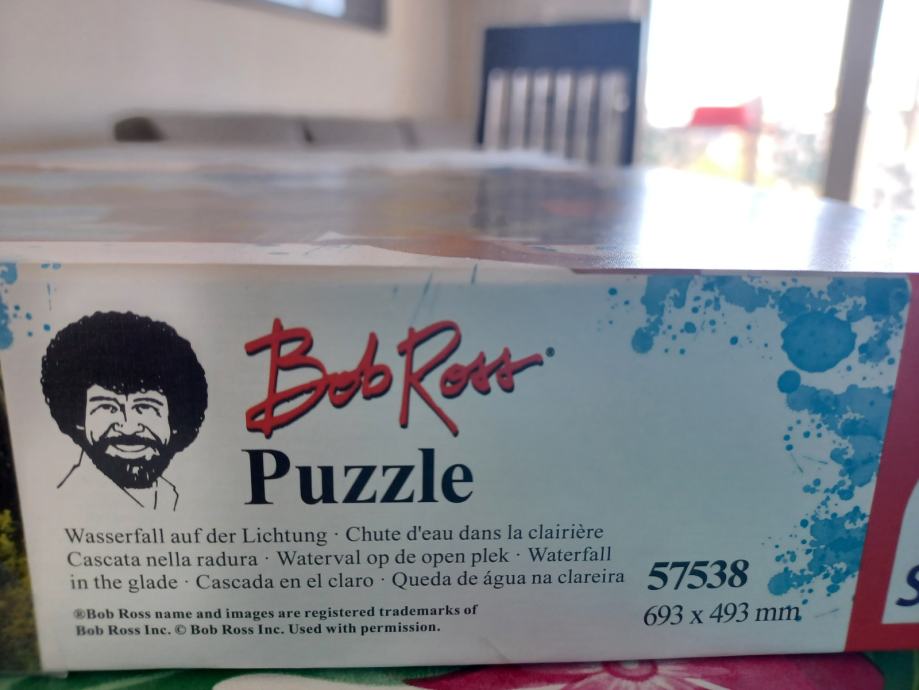 Bob Ross®
Puzzle
Wasserfall auf der Lichtung · Chute d'eau dans la clairière
Cascata nella radura · Waterval op de open plek · Waterfall
in the glade · Cascada en el claro · Queda de água na clareira
®Bob Ross name and images are registered trademarks of
Bob Ross Inc. © Bob Ross Inc. Used with permission.
57538
693 x 493 mm